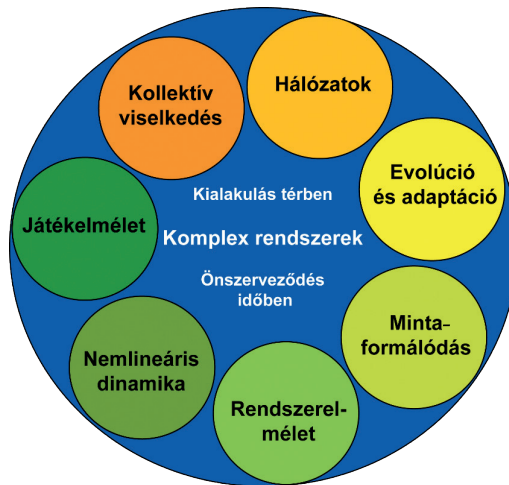 Kollektív
viselkedés
Hálózatok
Evolúció
és adaptáció
Játékelmélet
Kialakulás térben
Komplex rendszerek
Önszerveződés
időben
Minta-
formálódás
Nemlineáris
dinamika
Rendszerel-
mélet